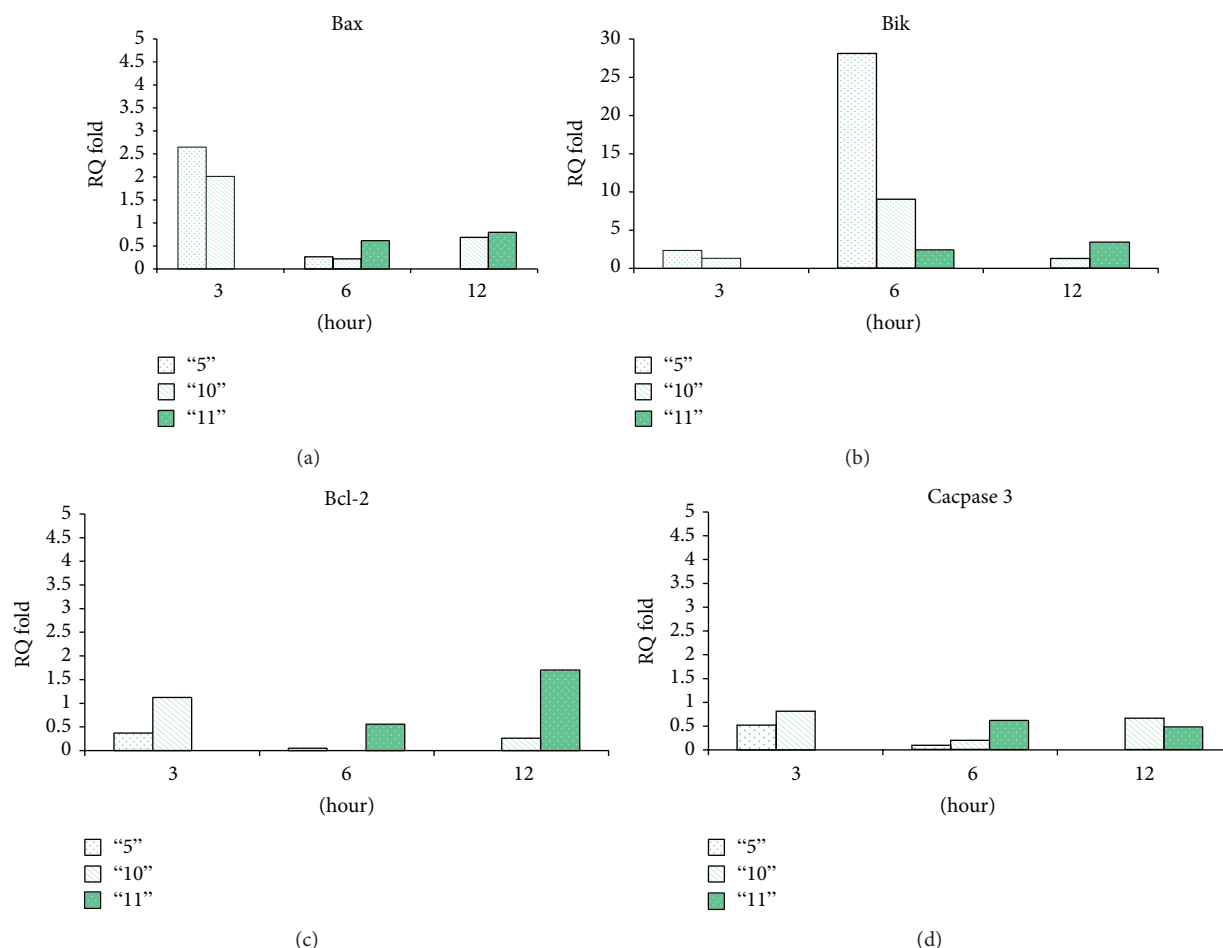 Bax
5
4.5
4
3.5
3
2.5
2
1.5
1
0.5
0
RQ fold
3 6 12
(hour)
“5”
“10”
“11”
(a)
Bik
30
25
20
15
10
5
0
RQ fold
3 6 12
(hour)
“5”
“10”
“11”
(b)
Bcl-2
5
4.5
4
3.5
3
2.5
2
1.5
1
0.5
0
RQ fold
3 6 12
(hour)
“5”
“10”
“11”
(c)
Cacpase 3
5
4.5
4
3.5
3
2.5
2
1.5
1
0.5
0
RQ fold
3 6 12
(hour)
“5”
“10”
“11”
(d)